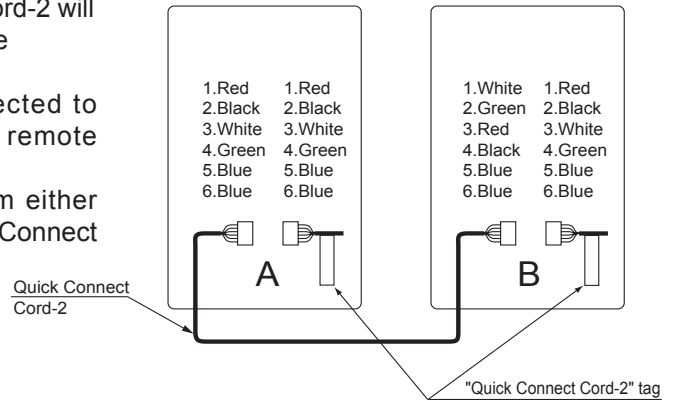 ord-2 will
e
ected to
remote
m either
Connect
1.Red 1.Red
2.Black 2.Black
3.White 3.White
4.Green 4.Green
5.Blue 5.Blue
6.Blue 6.Blue
A
1.White 1.Red
2.Green 2.Black
3.Red 3.White
4.Black 4.Green
5.Blue 5.Blue
6.Blue 6.Blue
B
Quick Connect
Cord-2
"Quick Connect Cord-2" tag